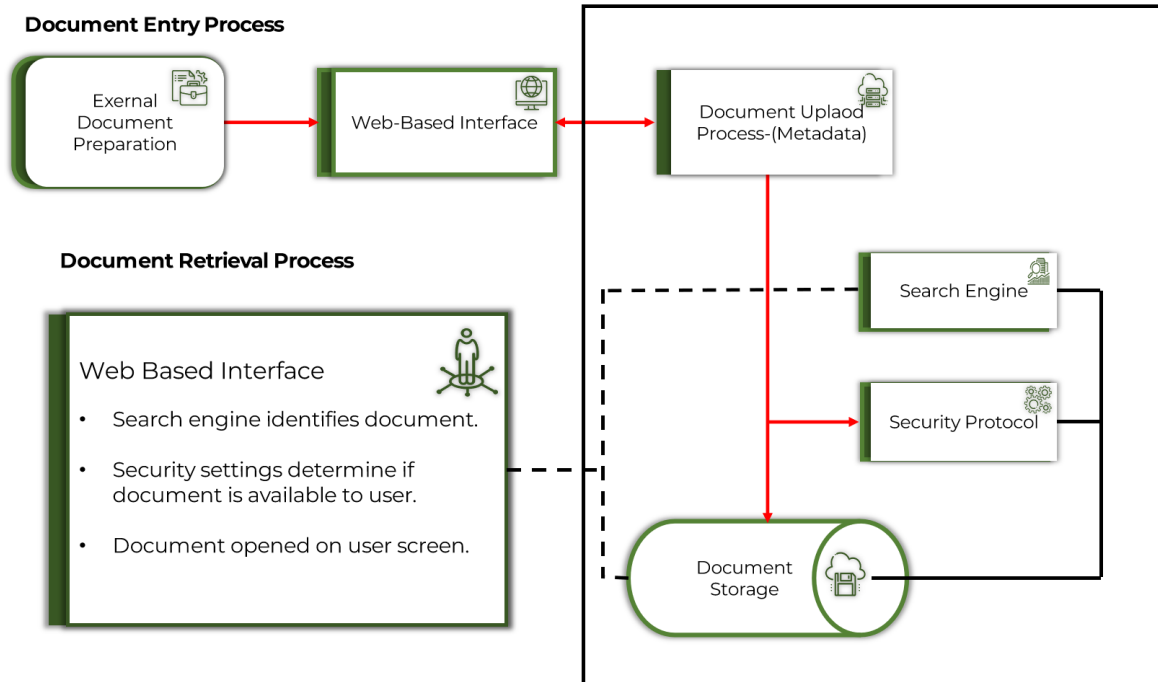 Document Entry Process
Exernal
Document
Preparation
Web-Based Interface
Document Uplaod
Process-(Metadata)
Document Retrieval Process
Web Based Interface
• Search engine identifies document.
• Security settings determine if
document is available to user.
• Document opened on user screen.
Search Engine
Security Protocol
Document
Storage